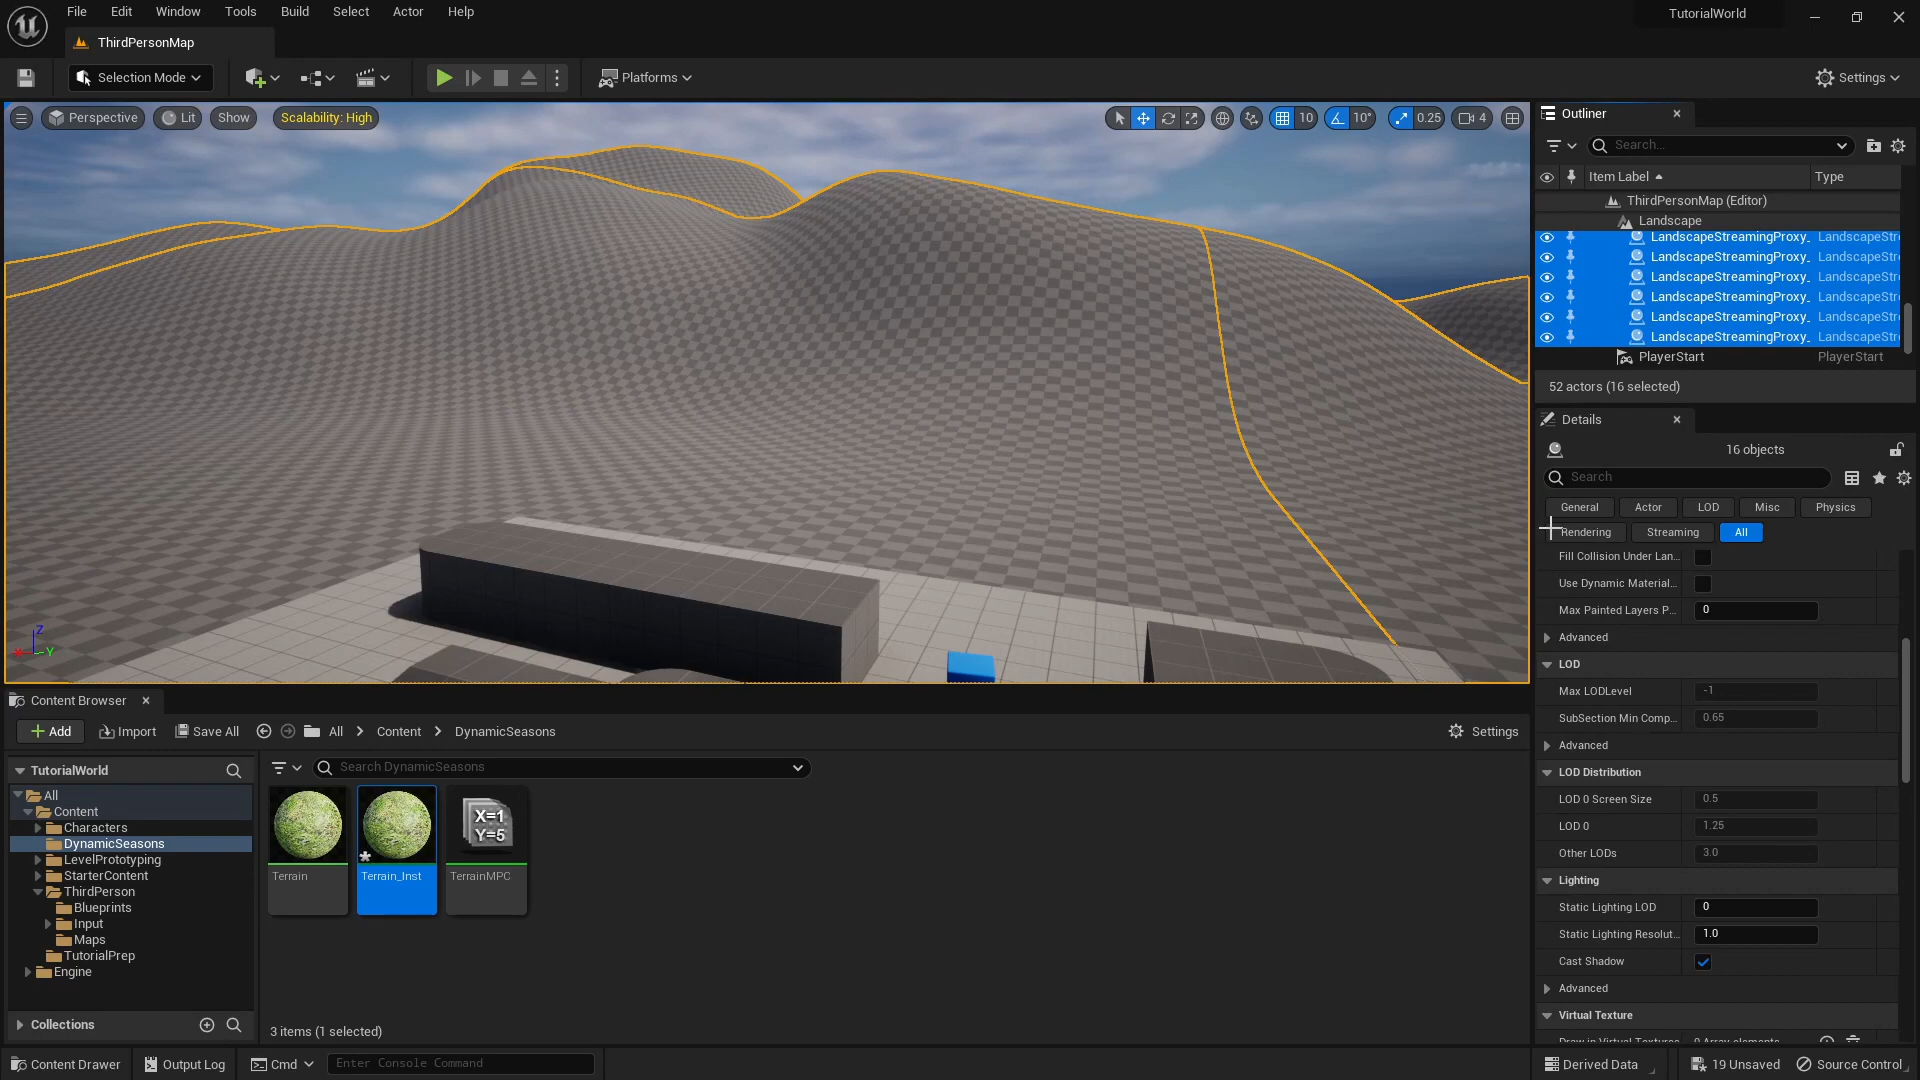 File Edit Window Tools Build Select Actor Help
TutorialWorld
ThirdPersonMap
Selection Mode
Platforms
Settings
Perspective Lit Show Scalability: High
10 10° 0.25 4
Outliner
Search...
Item Label Type
ThirdPersonMap (Editor)
Landscape
LandscapeStreamingProxy_ LandscapeStr
LandscapeStreamingProxy_ LandscapeStr
LandscapeStreamingProxy_ LandscapeStr
LandscapeStreamingProxy_ LandscapeStr
LandscapeStreamingProxy_ LandscapeStr
LandscapeStreamingProxy_ LandscapeStr
PlayerStart PlayerStart
52 actors (16 selected)
Details
16 objects
Search
General Actor LOD Misc Physics
Rendering Streaming All
Fill Collision Under Lan...
Use Dynamic Material...
Max Painted Layers P... 0
Advanced
LOD
Max LODLevel -1
SubSection Min Comp... 0.65
Advanced
LOD Distribution
LOD 0 Screen Size 0.5
LOD 0 1.25
Other LODs 3.0
Lighting
Static Lighting LOD 0
Static Lighting Resolut... 1.0
Cast Shadow
Advanced
Virtual Texture
Draw in Virtual Textures 0 Array elements
Z
X Y
Content Browser
Add Import Save All All Content DynamicSeasons
Settings
TutorialWorld
Search DynamicSeasons
All
Content
Characters
DynamicSeasons
LevelPrototyping
StarterContent
ThirdPerson
Blueprints
Input
Maps
TutorialPrep
Engine
X=1
Y=5
Terrain Terrain_Inst TerrainMPC
Collections
3 items (1 selected)
Content Drawer Output Log Cmd Enter Console Command
Derived Data 19 Unsaved Source Control